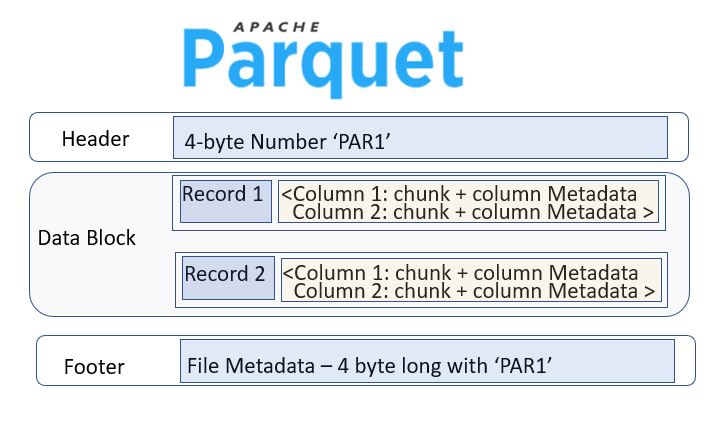 APACHE
Parquet
Header
4-byte Number ‘PAR1’
Data Block
Record 1
<Column 1: chunk + column Metadata
Column 2: chunk + column Metadata >
Record 2
<Column 1: chunk + column Metadata
Column 2: chunk + column Metadata >
Footer
File Metadata – 4 byte long with ‘PAR1’